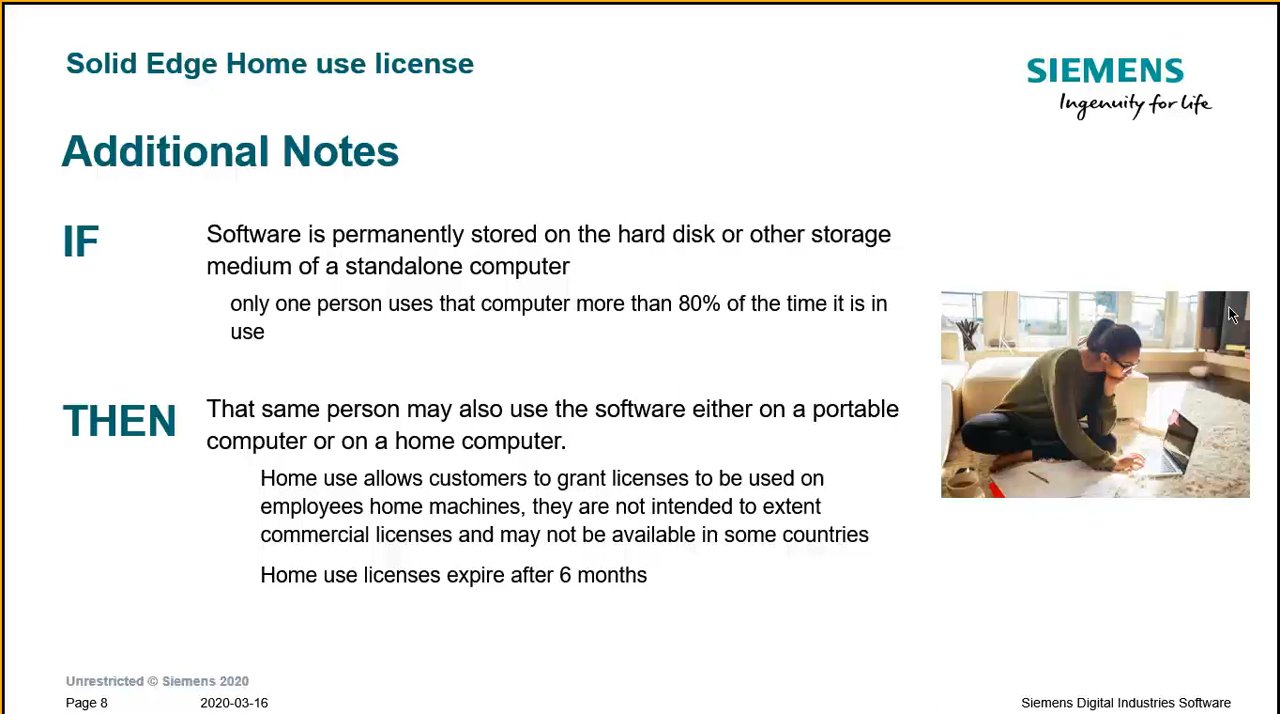 Solid Edge Home use license
SIEMENS
Ingenuity for life
Additional Notes
IF
Software is permanently stored on the hard disk or other storage
medium of a standalone computer
only one person uses that computer more than 80% of the time it is in
use
THEN
That same person may also use the software either on a portable
computer or on a home computer.
Home use allows customers to grant licenses to be used on
employees home machines, they are not intended to extent
commercial licenses and may not be available in some countries
Home use licenses expire after 6 months
Unrestricted © Siemens 2020
Page 8
2020-03-16
Siemens Digital Industries Software